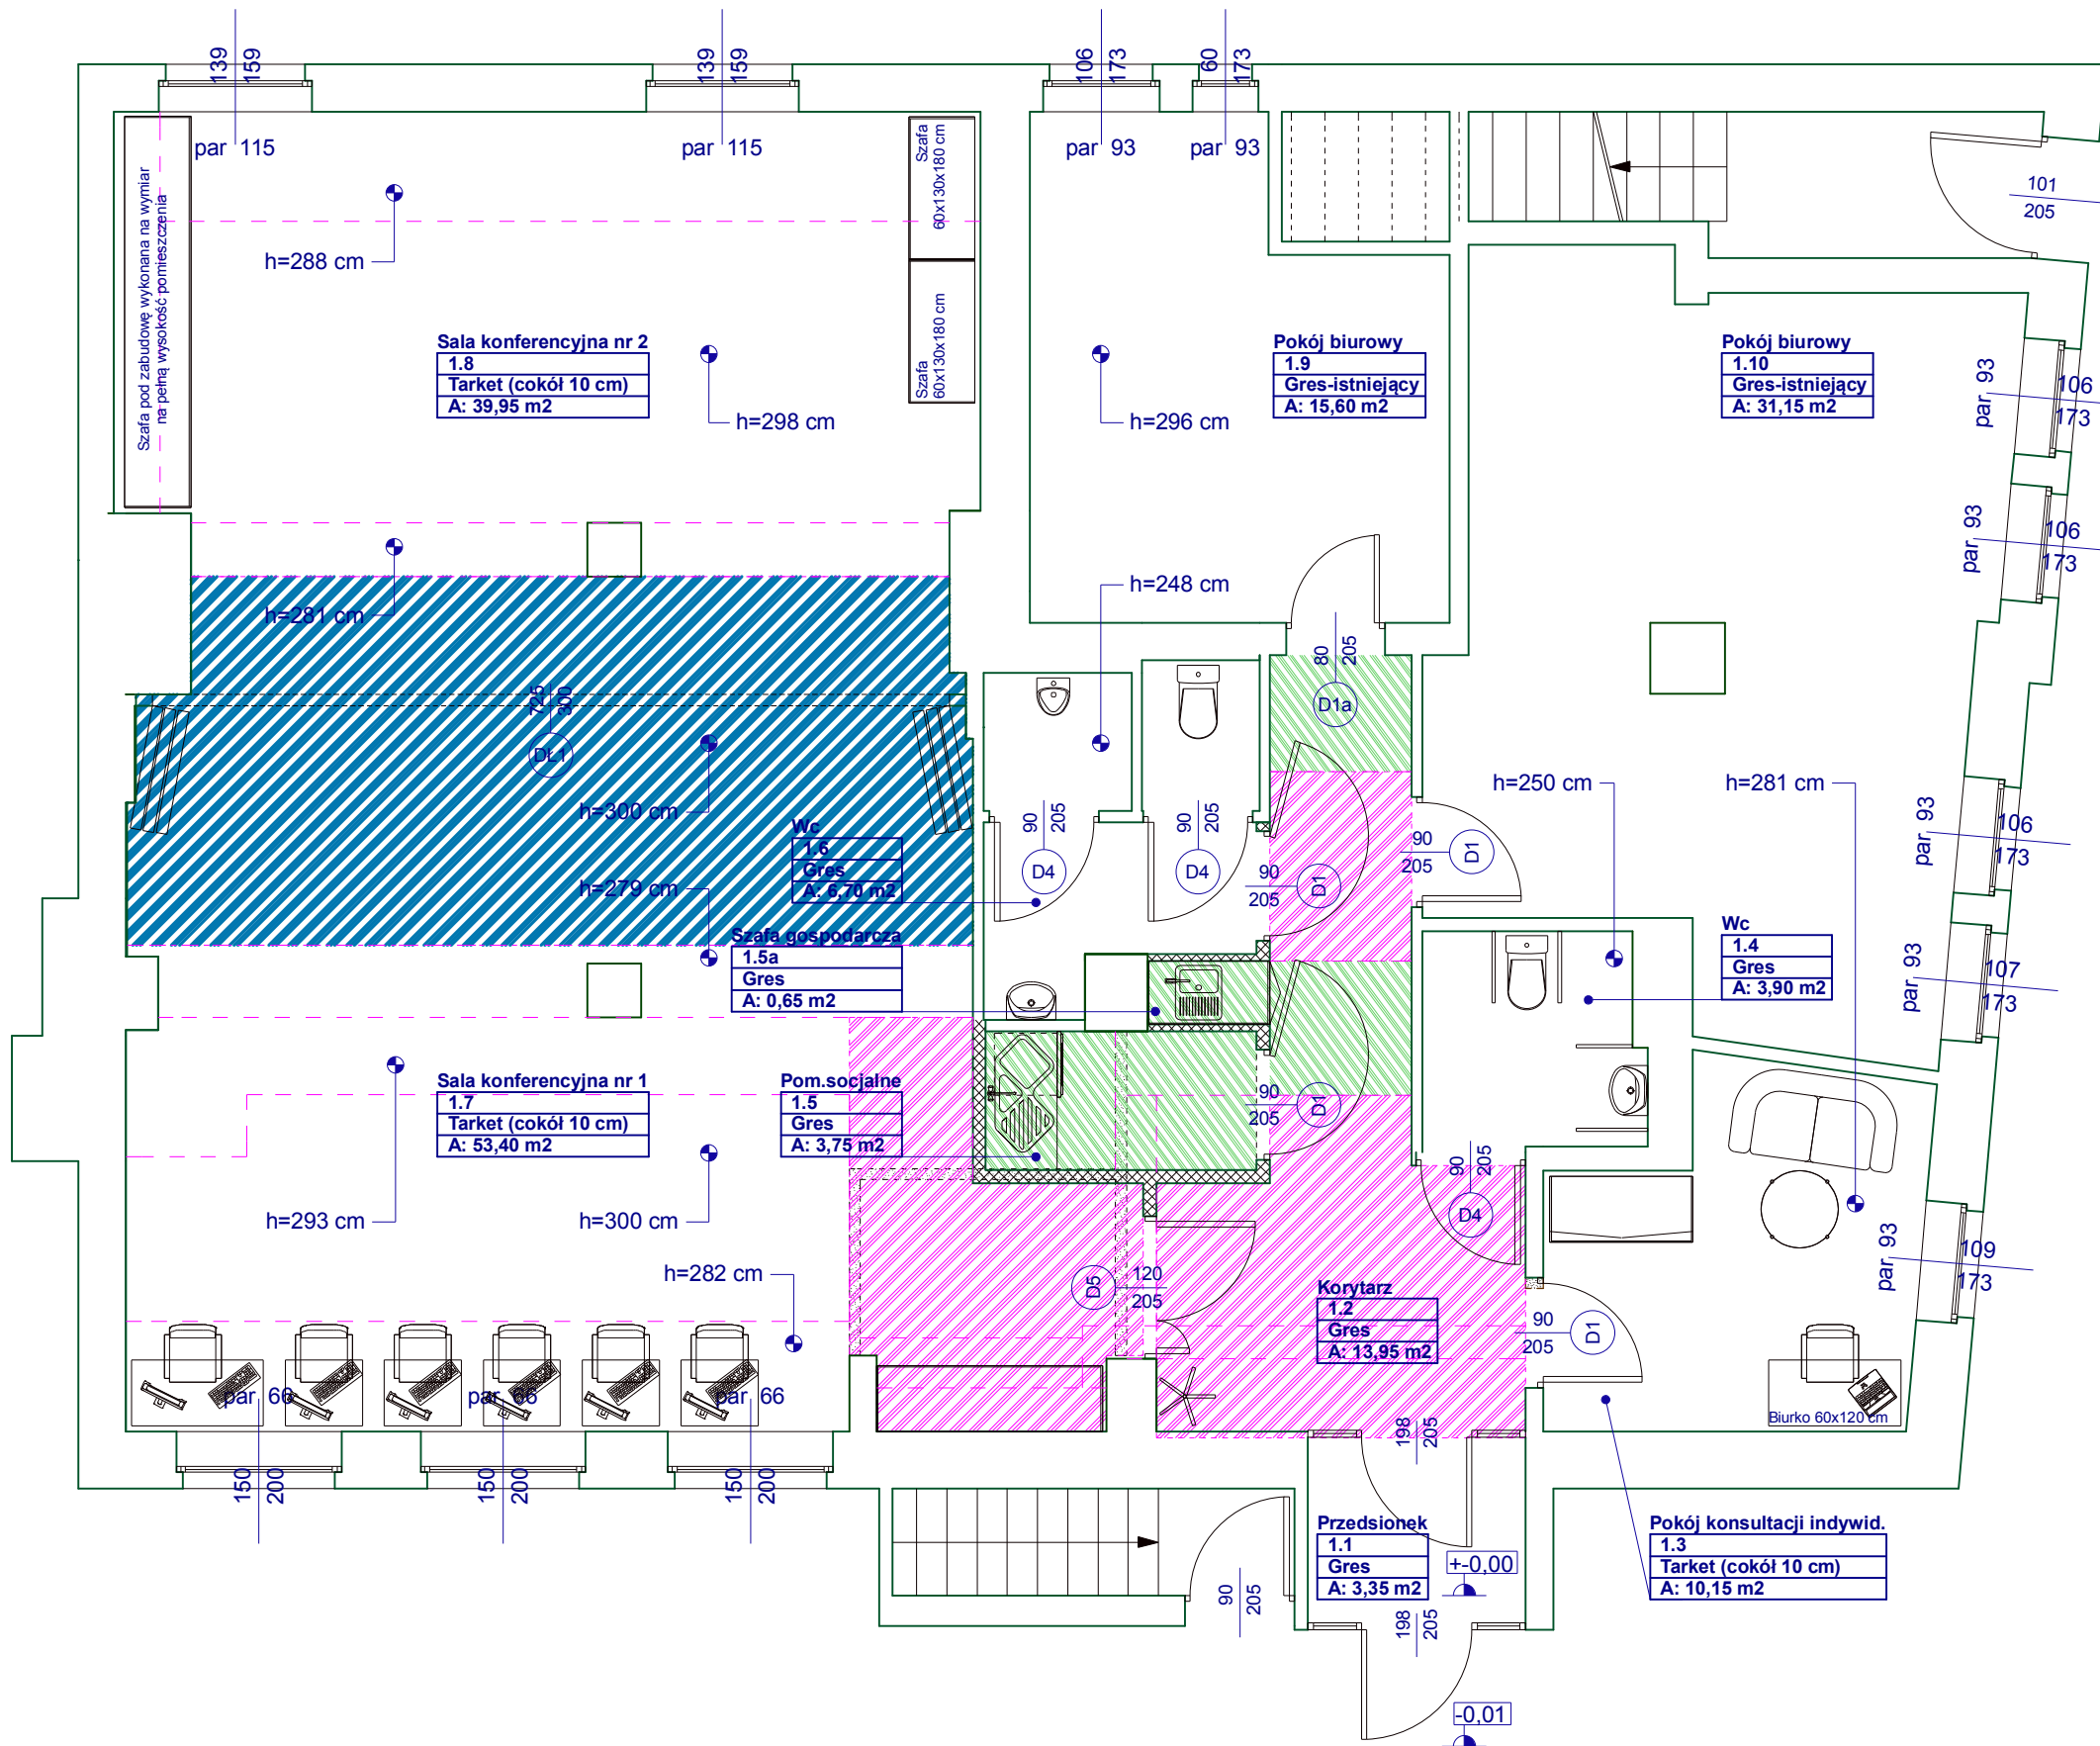 139
159
139
159
106
173
60
173
par 115
par 115
par 93
par 93
101
205
Szafa pod zabudowę wykonana na wymiar
na pełną wysokość pomieszczenia
Szafa
60x130x180 cm
Szafa
60x130x180 cm
h=288 cm
Sala konferencyjna nr 2
1.8
Tarket (cokół 10 cm)
A: 39,95 m2
h=298 cm
h=296 cm
Pokój biurowy
1.9
Gres-istniejący
A: 15,60 m2
Pokój biurowy
1.10
Gres-istniejący
A: 31,15 m2
par 93
106
173
par 93
106
173
h=281 cm
h=248 cm
80
205
D1a
725
300
DŁ1
h=300 cm
h=250 cm
h=281 cm
par 93
106
173
Wc
1.6
Gres
A: 6,70 m2
90
205
D4
90
205
D4
90
205
D1
90
205
D1
h=279 cm
Szafa gospodarcza
1.5a
Gres
A: 0,65 m2
Wc
1.4
Gres
A: 3,90 m2
par 93
107
173
Sala konferencyjna nr 1
1.7
Tarket (cokół 10 cm)
A: 53,40 m2
Pom.socjalne
1.5
Gres
A: 3,75 m2
90
205
D1
90
205
D4
h=293 cm
h=300 cm
h=282 cm
D5
120
205
Korytarz
1.2
Gres
A: 13,95 m2
90
205
D1
par 93
109
173
par 66
par 66
par 66
Biurko 60x120 cm
150
200
150
200
150
200
198
205
Przedsionek
1.1
Gres
A: 3,35 m2
+-0,00
Pokój konsultacji indywid.
1.3
Tarket (cokół 10 cm)
A: 10,15 m2
90
205
198
205
-0,01